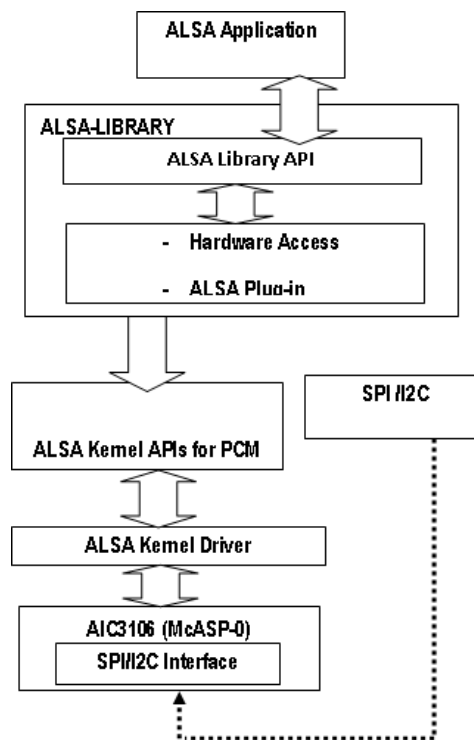 ALSA Application
ALSA-LIBRARY
ALSA Library API
- Hardware Access
- ALSA Plug-in
ALSA Kernel APIs for PCM
SPI /I2C
ALSA Kernel Driver
AIC3106 (McASP-0)
SPI/I2C Interface